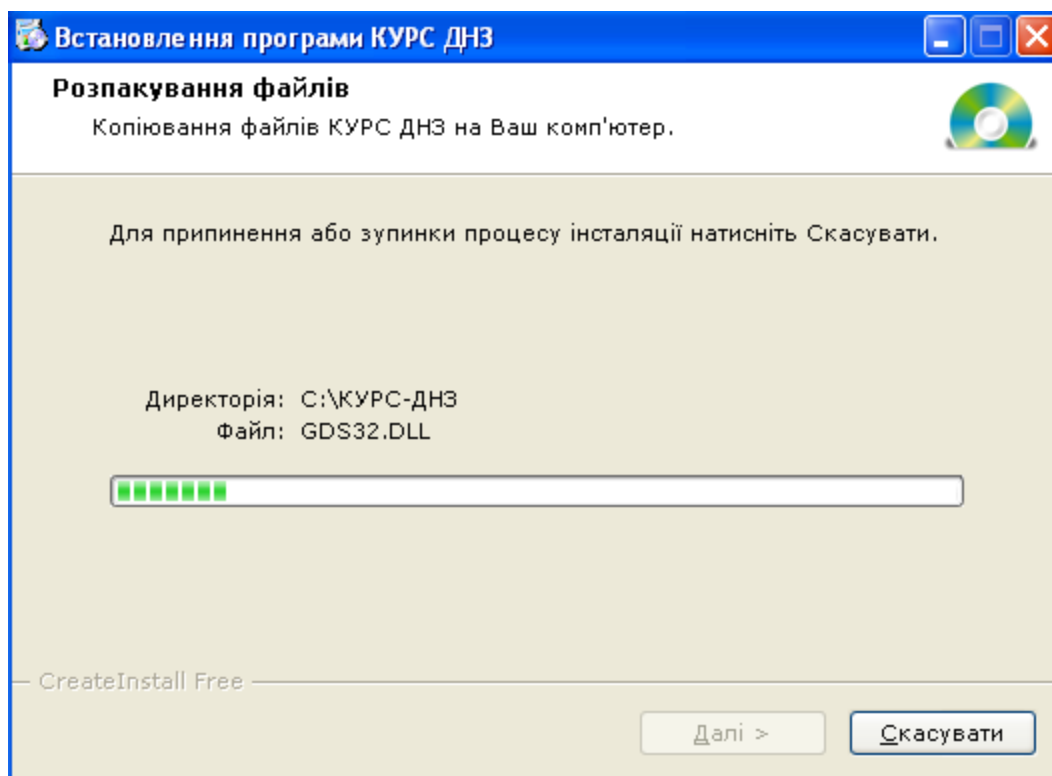 Встановлення програми КУРС ДНЗ
Розпакування файлів
Копіювання файлів КУРС ДНЗ на Ваш комп'ютер.
Для припинення або зупинки процесу інсталяції натисніть Скасувати.
Директорія: C:\КУРС-ДНЗ
Файл: GDS32.DLL
CreateInstall Free
Далі >
Скасувати